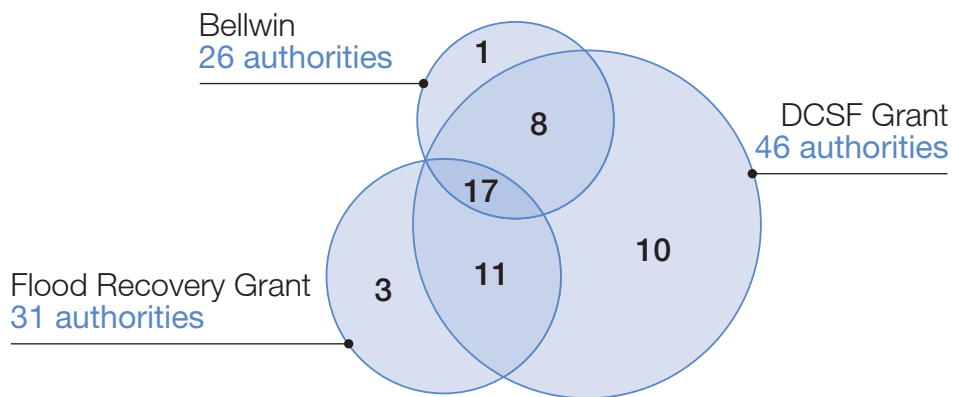 Bellwin
26 authorities
1
8
DCSF Grant
46 authorities
17
10
11
3
Flood Recovery Grant
31 authorities